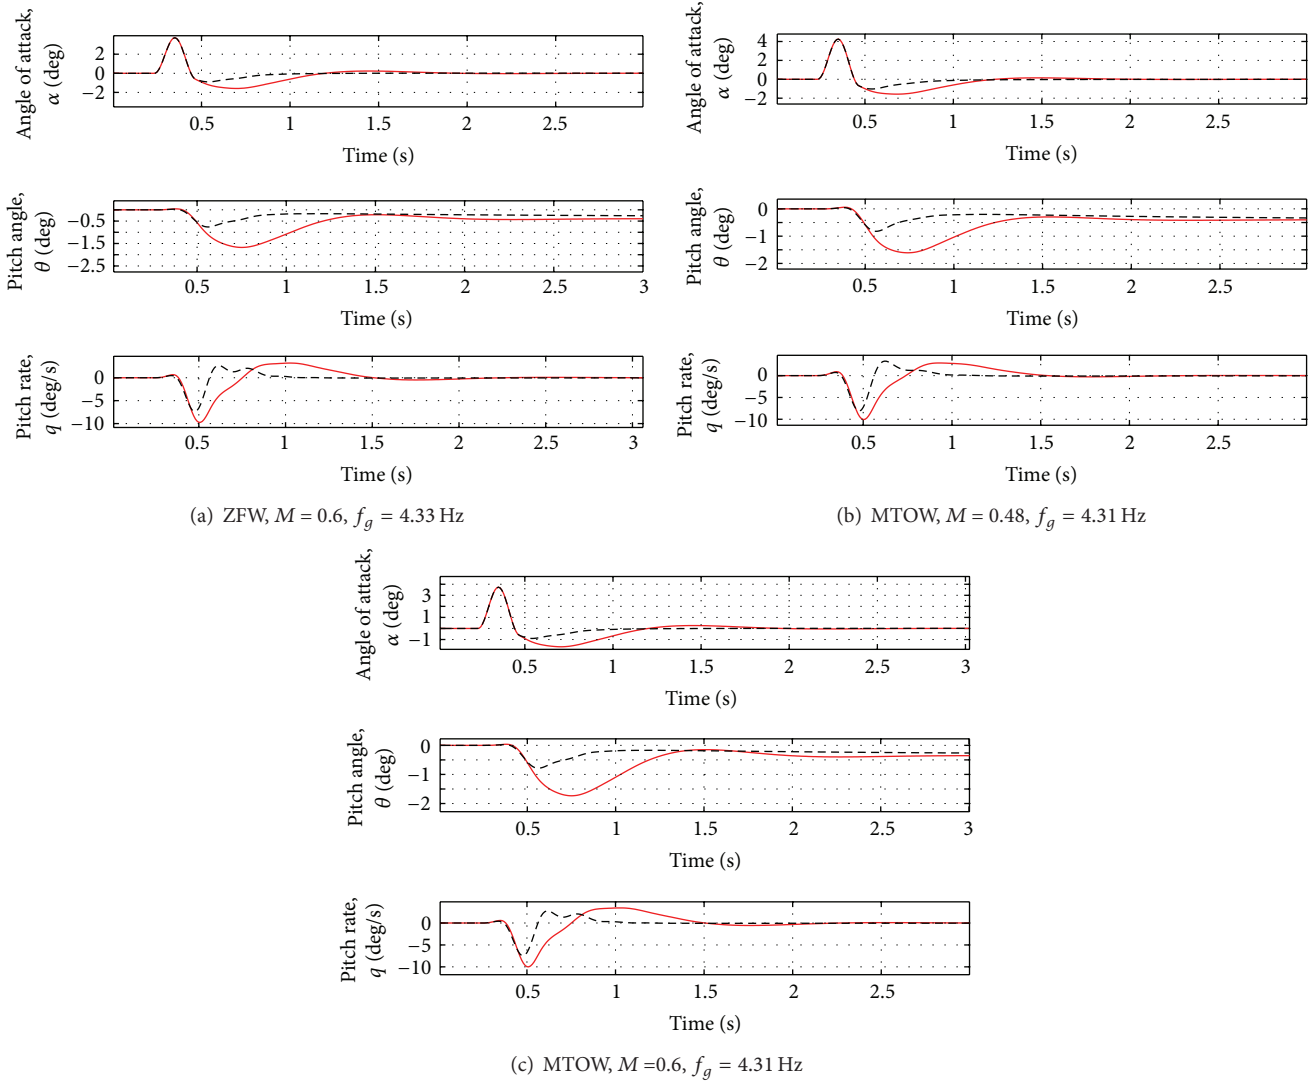 Angle of attack,
α (deg)
2
0
−2
0.5 1 1.5 2 2.5
Time (s)
Pitch angle,
θ (deg)
−0.5
−1.5
−2.5
0.5 1 1.5 2 2.5 3
Time (s)
Pitch rate,
q (deg/s)
0
−5
−10
0.5 1 1.5 2 2.5 3
Time (s)
(a) ZFW, M = 0.6, f_g = 4.33 Hz
Angle of attack,
α (deg)
4
2
0
−2
0.5 1 1.5 2 2.5
Time (s)
Pitch angle,
θ (deg)
0
−1
−2
0.5 1 1.5 2 2.5
Time (s)
Pitch rate,
q (deg/s)
0
−5
−10
0.5 1 1.5 2 2.5
Time (s)
(b) MTOW, M = 0.48, f_g = 4.31 Hz
Angle of attack,
α (deg)
3
1
−1
0.5 1 1.5 2 2.5 3
Time (s)
Pitch angle,
θ (deg)
0
−1
−2
0.5 1 1.5 2 2.5 3
Time (s)
Pitch rate,
q (deg/s)
0
−5
−10
0.5 1 1.5 2 2.5
Time (s)
(c) MTOW, M =0.6, f_g = 4.31 Hz